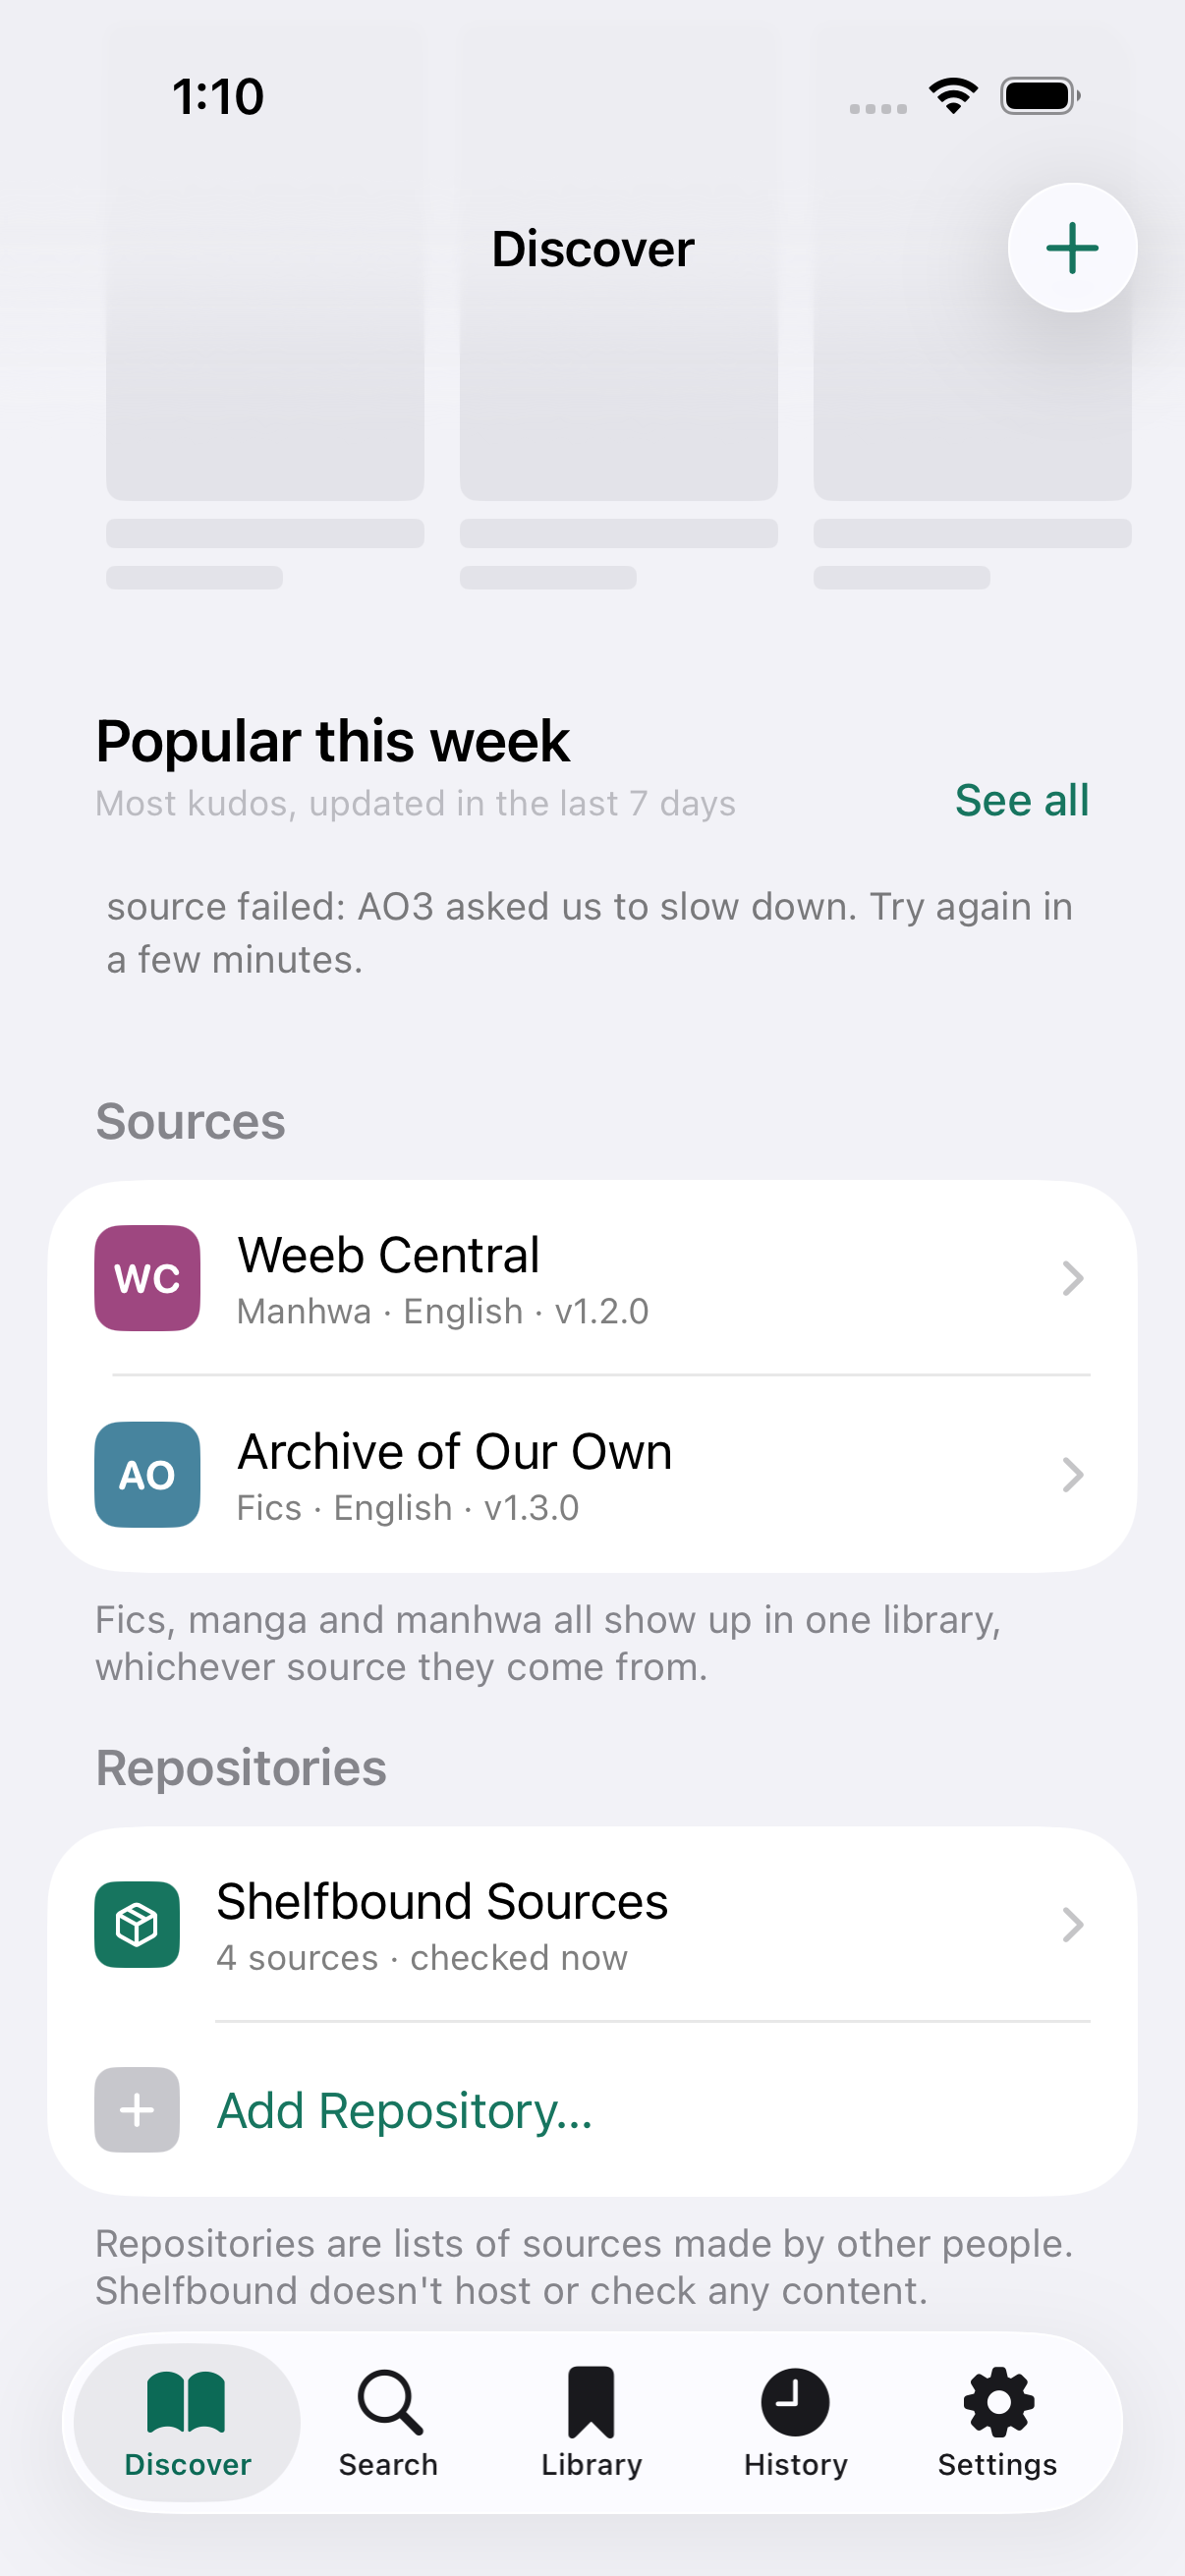 1:10
Discover
Popular this week
Most kudos, updated in the last 7 days
See all
source failed: AO3 asked us to slow down. Try again in
a few minutes.
Sources
WC
Weeb Central
Manhwa · English · v1.2.0
AO
Archive of Our Own
Fics · English · v1.3.0
Fics, manga and manhwa all show up in one library,
whichever source they come from.
Repositories
Shelfbound Sources
4 sources · checked now
Add Repository...
Repositories are lists of sources made by other people.
Shelfbound doesn't host or check any content.
Discover
Search
Library
History
Settings